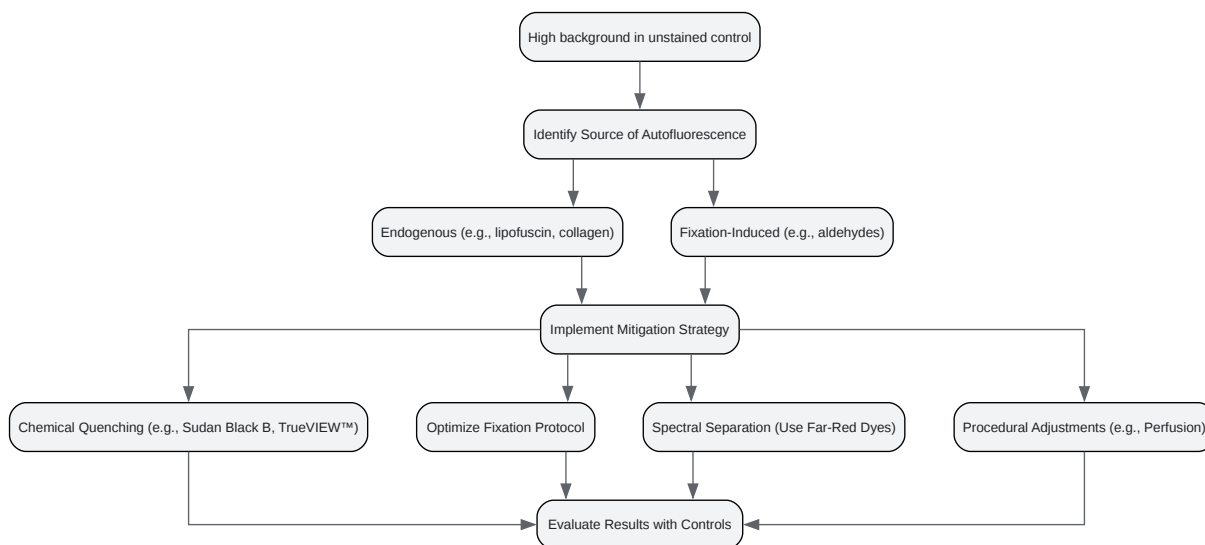 High background in unstained control
Identify Source of Autofluorescence
Endogenous (e.g., lipofuscin, collagen)
Fixation-Induced (e.g., aldehydes)
Implement Mitigation Strategy
Chemical Quenching (e.g., Sudan Black B, TrueVIEW™)
Optimize Fixation Protocol
Spectral Separation (Use Far-Red Dyes)
Procedural Adjustments (e.g., Perfusion)
Evaluate Results with Controls